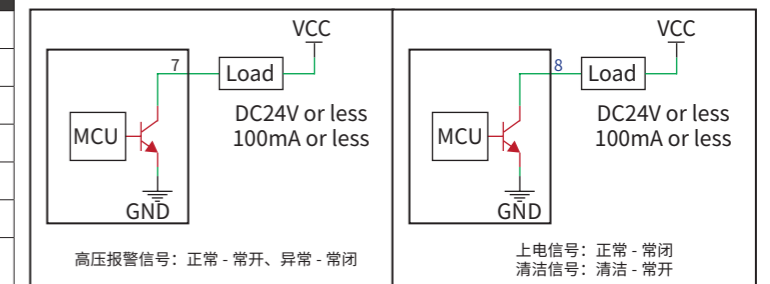 VCC
7
Load
DC24V or less
100mA or less
MCU
GND
高压报警信号：正常 - 常开、异常 - 常闭
VCC
8
Load
DC24V or less
100mA or less
MCU
GND
上电信号：正常 - 常闭
清洁信号：清洁 - 常开